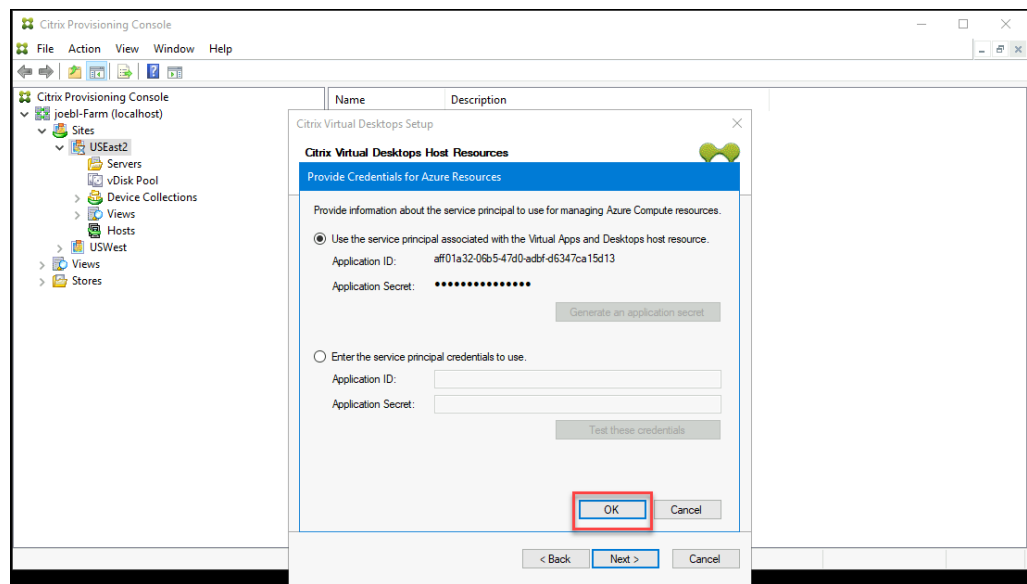 Citrix Provisioning Console
File Action View Window Help
Citrix Provisioning Console
joebl-Farm (localhost)
Sites
USEast2
Servers
vDisk Pool
Device Collections
Views
Hosts
USWest
Views
Stores
Name Description
Citrix Virtual Desktops Setup
Citrix Virtual Desktops Host Resources
Provide Credentials for Azure Resources
Provide information about the service principal to use for managing Azure Compute resources.
Use the service principal associated with the Virtual Apps and Desktops host resource.
Application ID: aff01a32-06b5-47d0-adbf-d6347ca15d13
Application Secret: ●●●●●●●●●●●●●●●
Generate an application secret
Enter the service principal credentials to use.
Application ID:
Application Secret:
Test these credentials
OK Cancel
< Back Next > Cancel